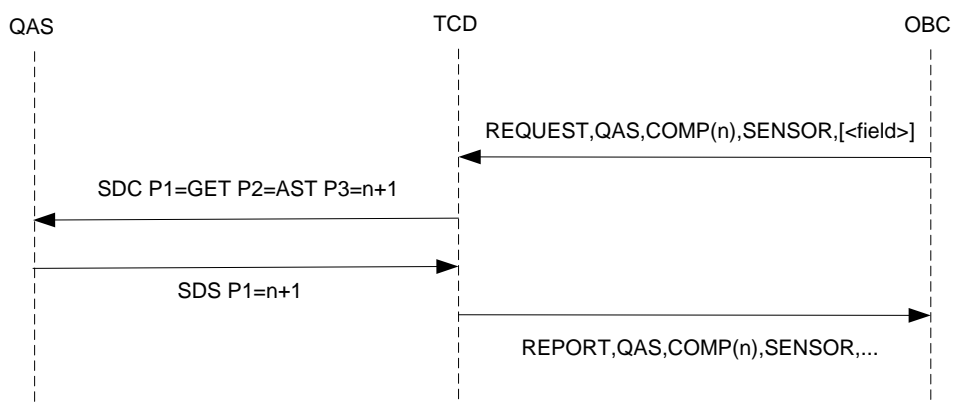 QAS
TCD
OBC
REQUEST,QAS,COMP(n),SENSOR,[<field>]
SDC P1=GET P2=AST P3=n+1
SDS P1=n+1
REPORT,QAS,COMP(n),SENSOR,...